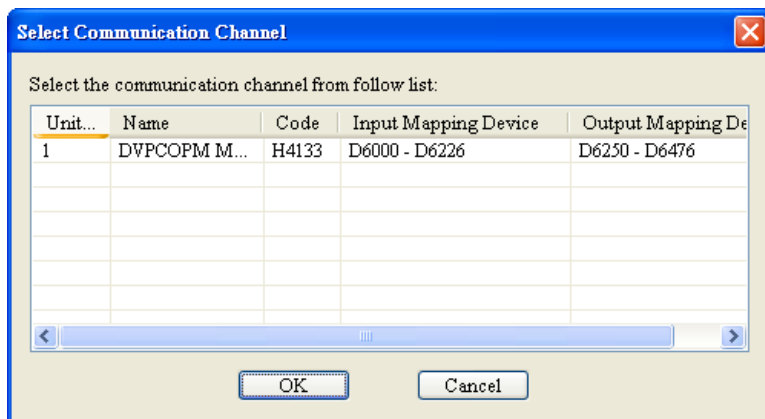 Select Communication Channel
Select the communication channel from follow list:
Unit... Name Code Input Mapping Device Output Mapping De
1 DVPCOPM M... H4133 D6000 - D6226 D6250 - D6476
OK Cancel